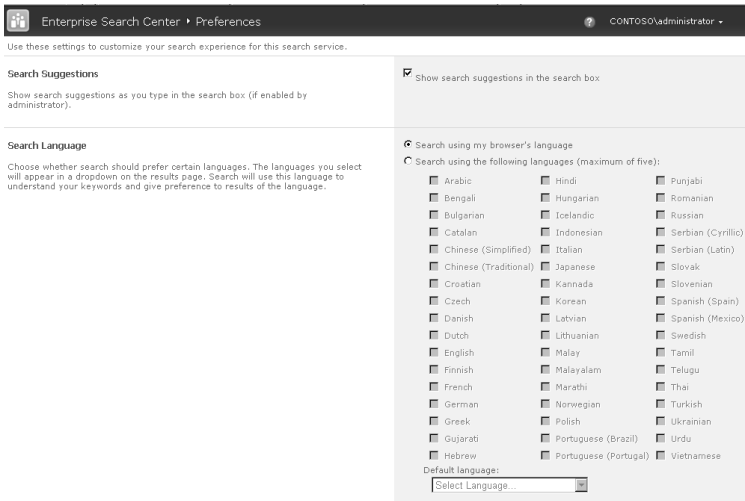 Enterprise Search Center ▸ Preferences
CONTOSO\administrator
Use these settings to customize your search experience for this search service.
Search Suggestions
Show search suggestions as you type in the search box (if enabled by
administrator).
Show search suggestions in the search box
Search Language
Choose whether search should prefer certain languages. The languages you select
will appear in a dropdown on the results page. Search will use this language to
understand your keywords and give preference to results of the language.
Search using my browser's language
Search using the following languages (maximum of five):
Arabic Hindi Punjabi
Bengali Hungarian Romanian
Bulgarian Icelandic Russian
Catalan Indonesian Serbian (Cyrillic)
Chinese (Simplified) Italian Serbian (Latin)
Chinese (Traditional) Japanese Slovak
Croatian Kannada Slovenian
Czech Korean Spanish (Spain)
Danish Latvian Spanish (Mexico)
Dutch Lithuanian Swedish
English Malay Tamil
Finnish Malayalam Telugu
French Marathi Thai
German Norwegian Turkish
Greek Polish Ukrainian
Gujarati Portuguese (Brazil) Urdu
Hebrew Portuguese (Portugal) Vietnamese
Default language:
Select Language...